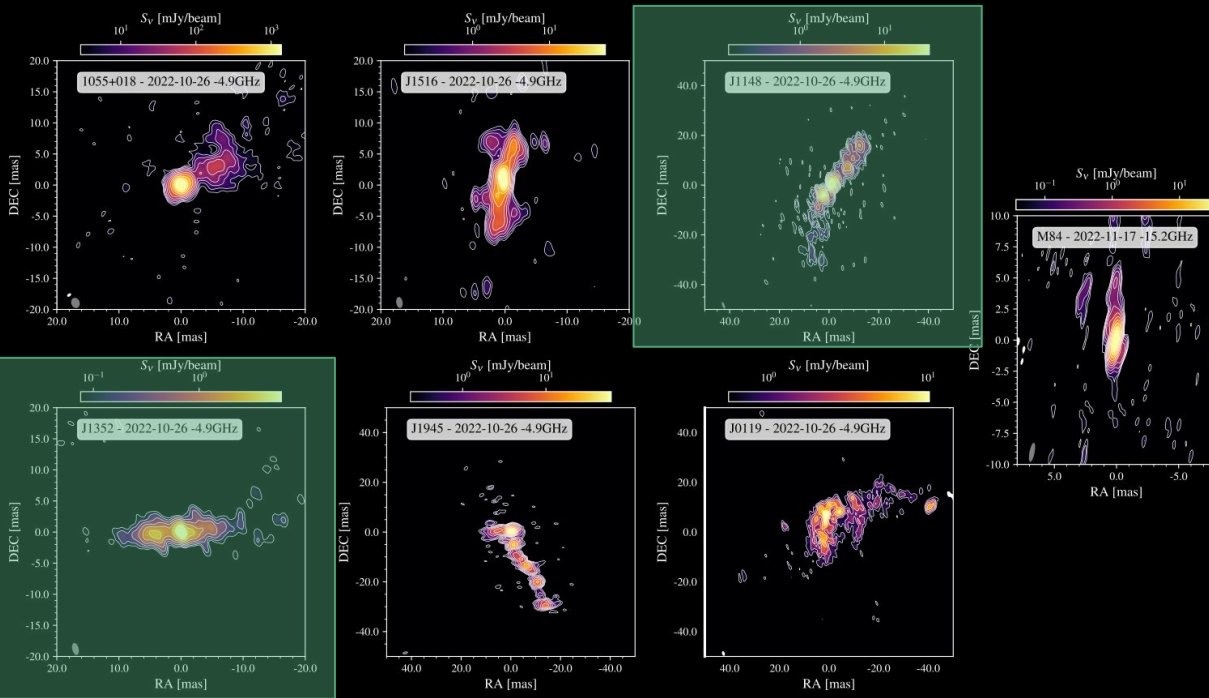 S_ν [mJy/beam]
10¹ 10² 10³
1055+018 - 2022-10-26 -4.9GHz
20.0
15.0
10.0
5.0
0.0
-5.0
-10.0
-15.0
-20.0
DEC [mas]
20.0 10.0 0.0 -10.0 -20.0
RA [mas]
S_ν [mJy/beam]
10⁰ 10¹
J1516 - 2022-10-26 -4.9GHz
20.0
15.0
10.0
5.0
0.0
-5.0
-10.0
-15.0
-20.0
DEC [mas]
20.0 10.0 0.0 -10.0 -20.0
RA [mas]
S_ν [mJy/beam]
10⁰ 10¹
J1148 - 2022-10-26 -4.9GHz
40.0
20.0
0.0
-20.0
-40.0
DEC [mas]
40.0 20.0 0.0 -20.0 -40.0
RA [mas]
S_ν [mJy/beam]
10⁻¹ 10⁰ 10¹
M84 - 2022-11-17 -15.2GHz
10.0
7.5
5.0
2.5
0.0
-2.5
-5.0
-7.5
-10.0
DEC [mas]
5.0 0.0 -5.0
RA [mas]
S_ν [mJy/beam]
10⁻¹ 10⁰
J1352 - 2022-10-26 -4.9GHz
20.0
15.0
10.0
5.0
0.0
-5.0
-10.0
-15.0
-20.0
DEC [mas]
20.0 10.0 0.0 -10.0 -20.0
RA [mas]
S_ν [mJy/beam]
10⁰ 10¹
J1945 - 2022-10-26 -4.9GHz
40.0
20.0
0.0
-20.0
-40.0
DEC [mas]
40.0 20.0 0.0 -20.0 -40.0
RA [mas]
S_ν [mJy/beam]
10⁰ 10¹
J0119 - 2022-10-26 -4.9GHz
40.0
20.0
0.0
-20.0
-40.0
DEC [mas]
40.0 20.0 0.0 -20.0 -40.0
RA [mas]